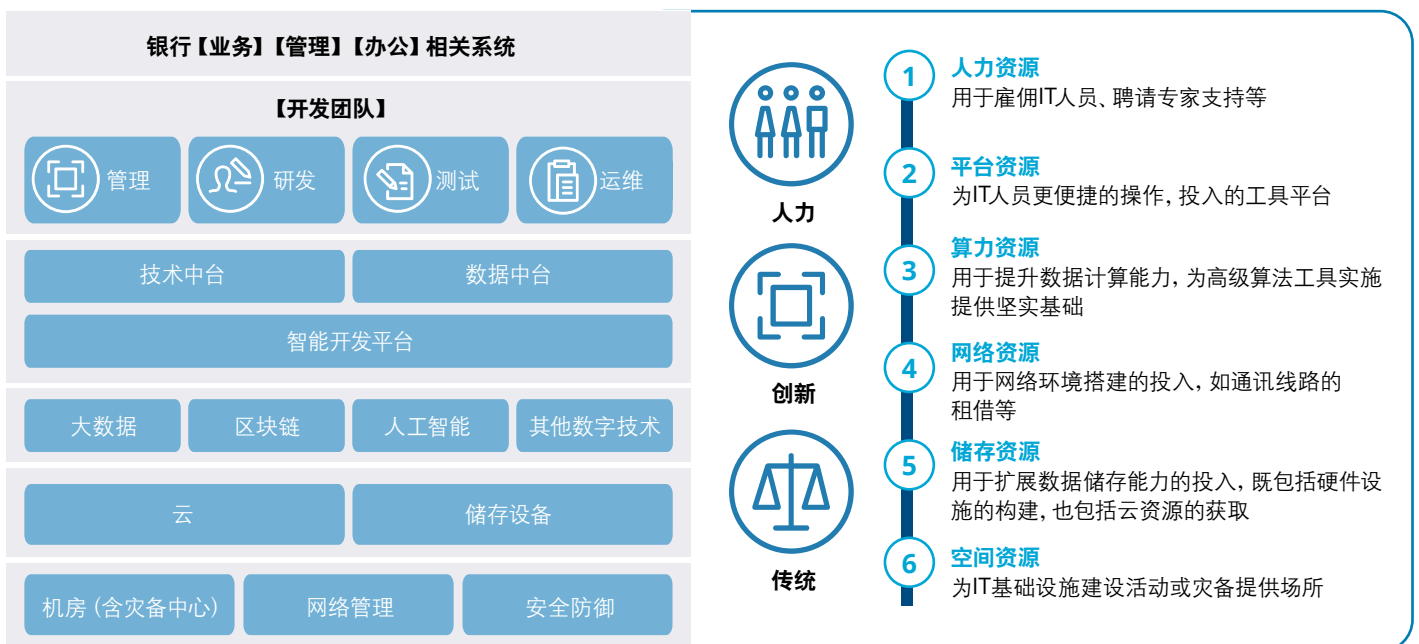 银行【业务】【管理】【办公】相关系统
【开发团队】
管理
研发
测试
运维
技术中台
数据中台
智能开发平台
大数据
区块链
人工智能
其他数字技术
云
储存设备
机房（含灾备中心）
网络管理
安全防御
人力
创新
传统
1
人力资源
用于雇佣IT人员、聘请专家支持等
2
平台资源
为IT人员更便捷的操作，投入的工具平台
3
算力资源
用于提升数据计算能力，为高级算法工具实施
提供坚实基础
4
网络资源
用于网络环境搭建的投入，如通讯线路的
租借等
5
储存资源
用于扩展数据储存能力的投入，既包括硬件设
施的构建，也包括云资源的获取
6
空间资源
为IT基础设施建设活动或灾备提供场所